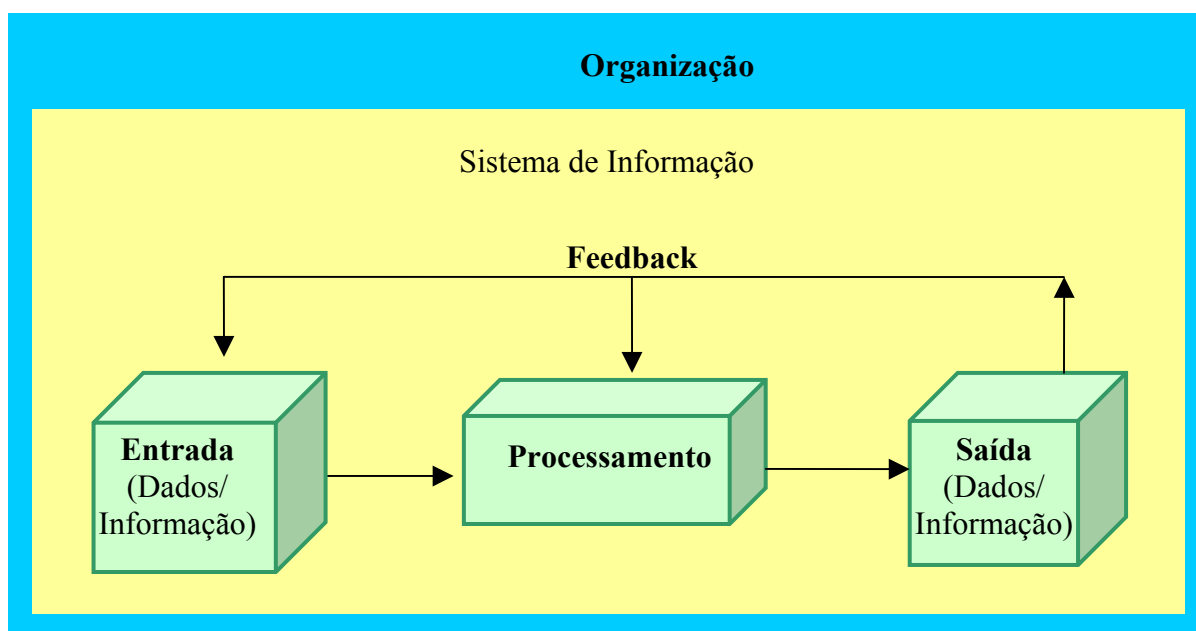 Organização
Sistema de Informação
Feedback
Entrada
(Dados/
Informação)
Processamento
Saída
(Dados/
Informação)